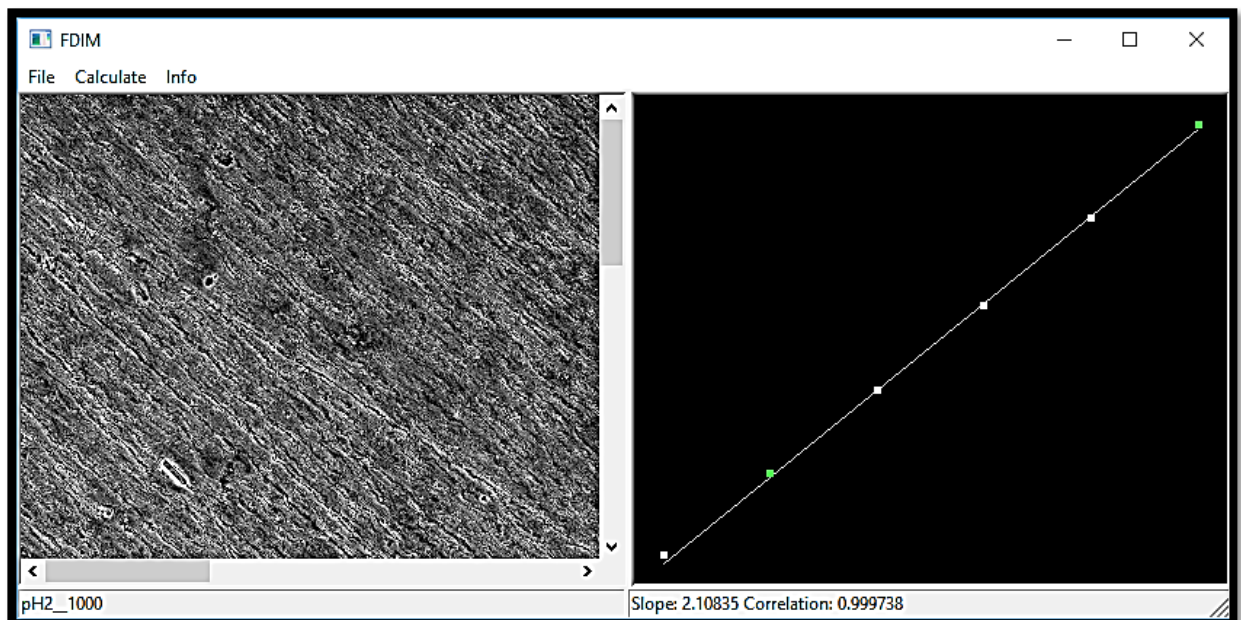 FDIM
File Calculate Info
pH2__1000
Slope: 2.10835 Correlation: 0.999738